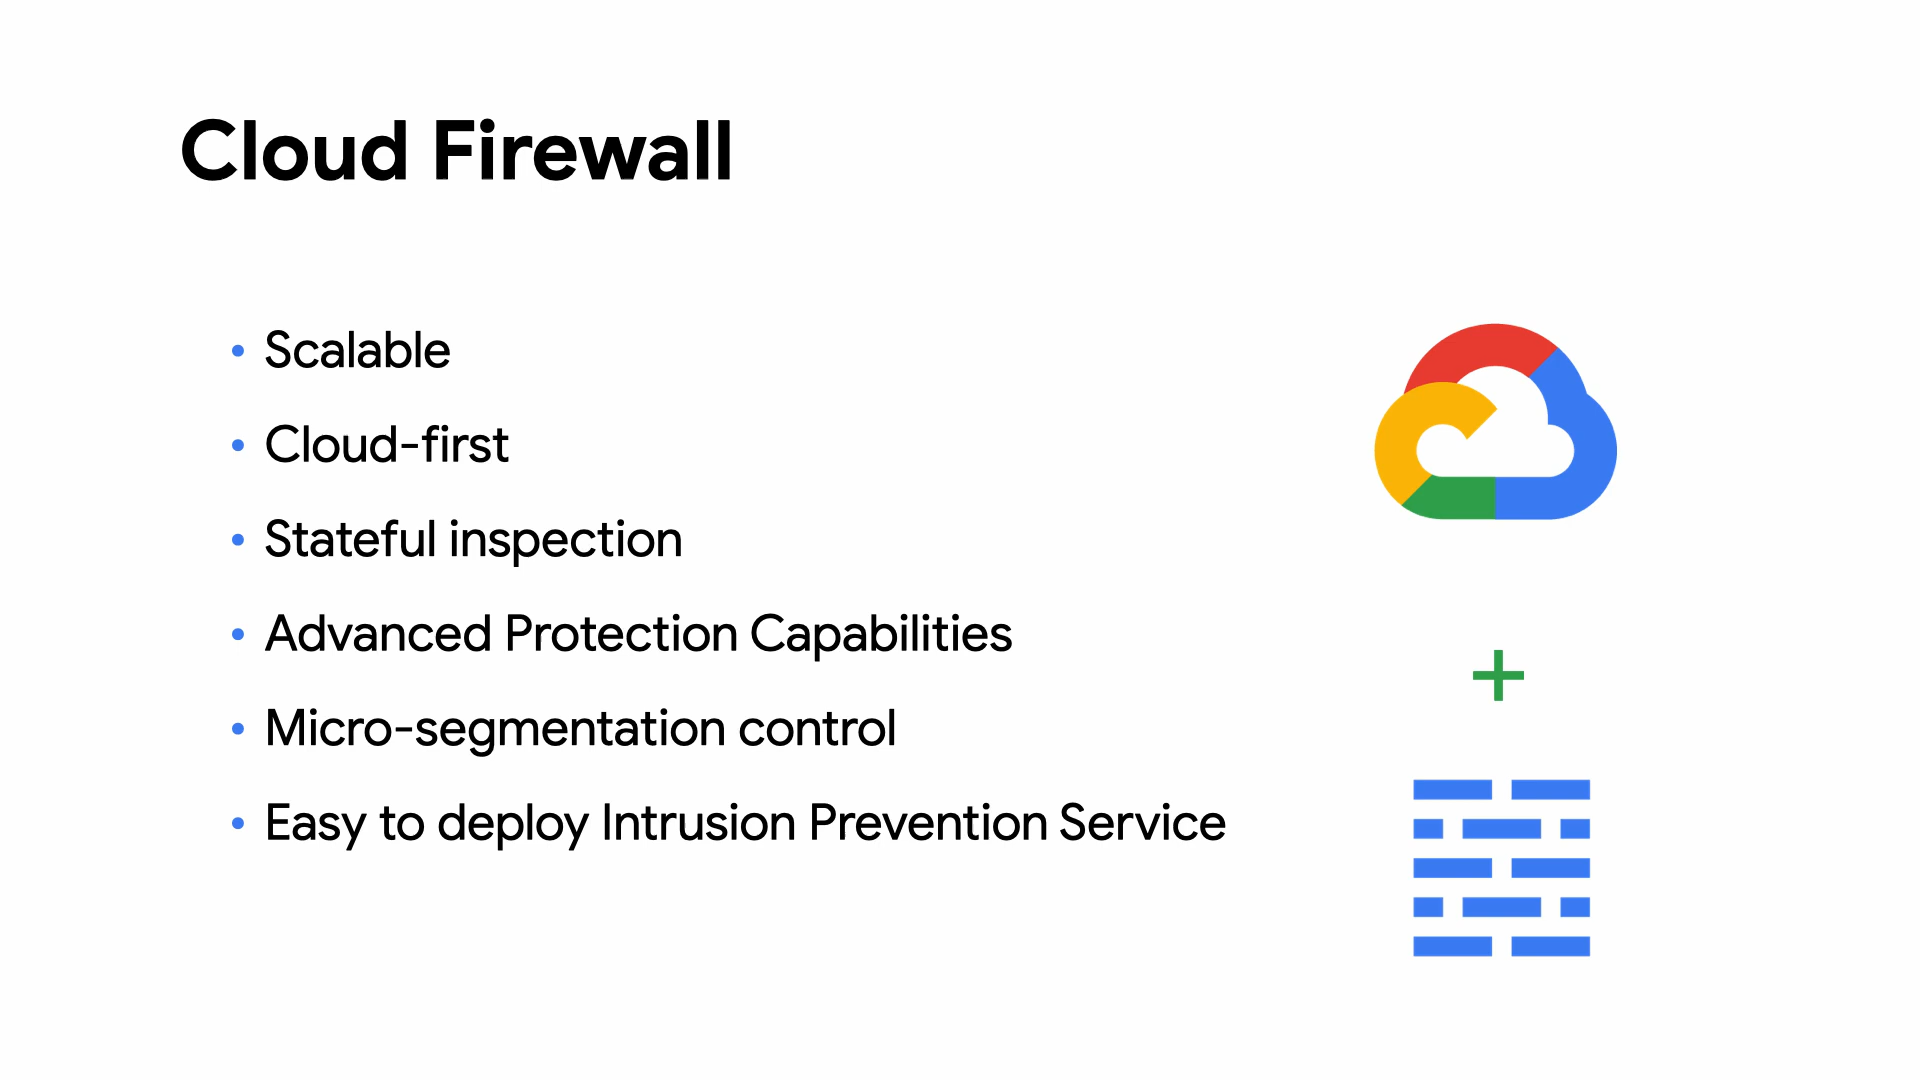 Cloud Firewall
• Scalable
• Cloud-first
• Stateful inspection
• Advanced Protection Capabilities
• Micro-segmentation control
• Easy to deploy Intrusion Prevention Service
+